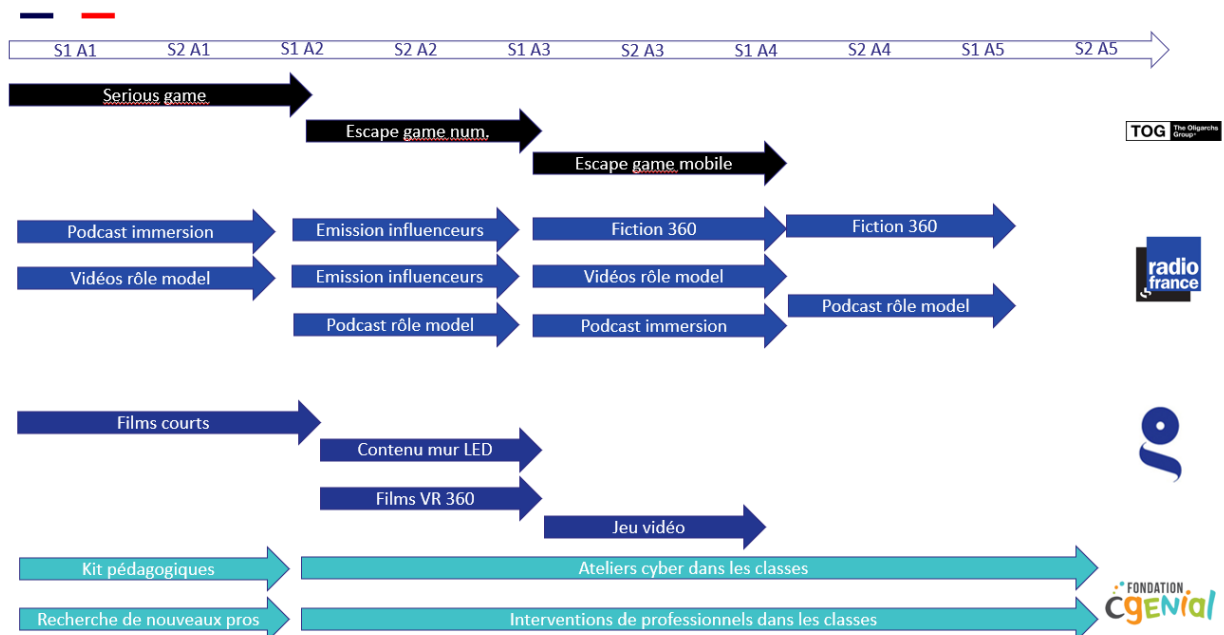 S1 A1 S2 A1 S1 A2 S2 A2 S1 A3 S2 A3 S1 A4 S2 A4 S1 A5 S2 A5
Serious game
Escape game num.
TOG The Oligarchs
Group
Escape game mobile
Podcast immersion Emission influenceurs Fiction 360 Fiction 360
Vidéos rôle model Emission influenceurs Vidéos rôle model
radio
france
Podcast rôle model
Podcast rôle model Podcast immersion
Films courts
Contenu mur LED
Films VR 360
Jeu vidéo
Kit pédagogiques Ateliers cyber dans les classes
FONDATION
CGENIAL
Recherche de nouveaux pros Interventions de professionnels dans les classes